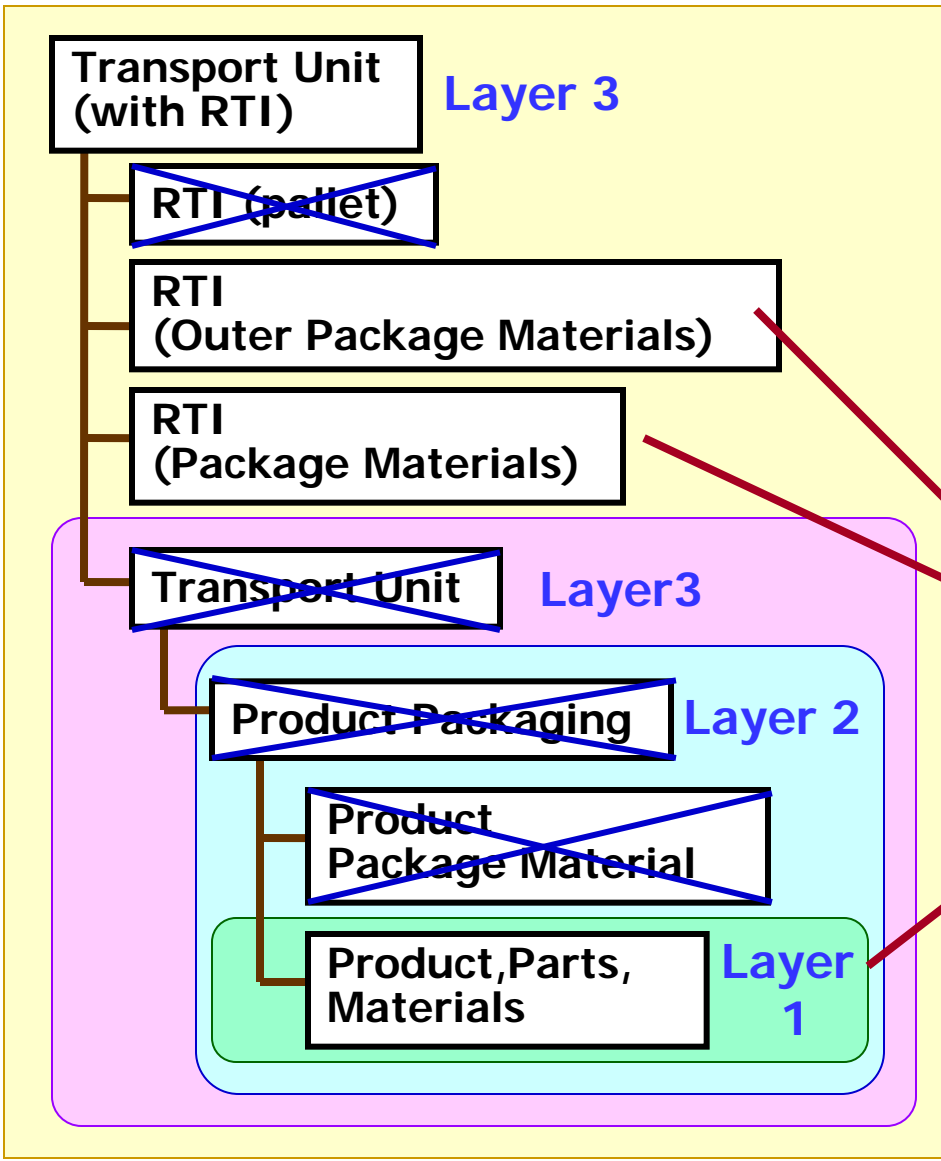 Transport Unit
(with RTI)
Layer 3
RTI (pallet)
RTI
(Outer Package Materials)
RTI
(Package Materials)
Transport Unit
Layer3
Product Packaging
Layer 2
Product
Package Material
Product,Parts,
Materials
Layer
1